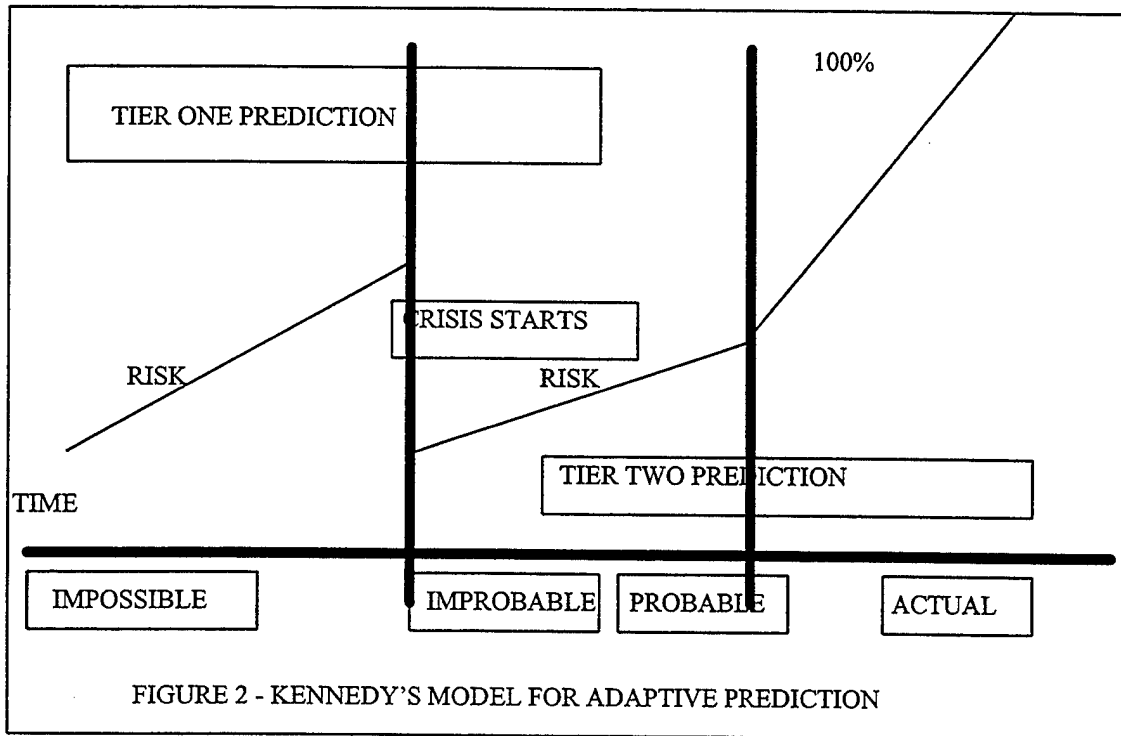 100%
TIER ONE PREDICTION
CRISIS STARTS
RISK
RISK
TIER TWO PREDICTION
TIME
IMPOSSIBLE
IMPROBABLE
PROBABLE
ACTUAL
FIGURE 2 - KENNEDY'S MODEL FOR ADAPTIVE PREDICTION